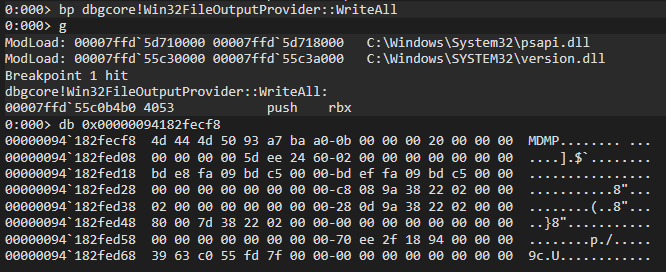 0:000> bp dbgcore!Win32FileOutputProvider::WriteAll
0:000> g
ModLoad: 00007ffd`5d710000 00007ffd`5d718000   C:\Windows\System32\psapi.dll
ModLoad: 00007ffd`55c30000 00007ffd`55c3a000   C:\Windows\SYSTEM32\version.dll
Breakpoint 1 hit
dbgcore!Win32FileOutputProvider::WriteAll:
00007ffd`55c0b4b0 4053            push    rbx
0:000> db 0x00000094182fecf8
00000094`182fecf8  4d 44 4d 50 93 a7 ba a0-0b 00 00 00 20 00 00 00  MDMP........ ...
00000094`182fed08  00 00 00 00 5d ee 24 60-02 00 00 00 00 00 00 00  ....].$`........
00000094`182fed18  bd e8 fa 09 bd c5 00 00-bd ef fa 09 bd c5 00 00  ................
00000094`182fed28  00 00 00 00 00 00 00 00-c8 08 9a 38 22 02 00 00  ...........8"...
00000094`182fed38  02 00 00 00 00 00 00 00-28 0d 9a 38 22 02 00 00  ........(..8"...
00000094`182fed48  80 00 7d 38 22 02 00 00-00 00 00 00 00 00 00 00  ..}8"...........
00000094`182fed58  00 00 00 00 00 00 00 00-70 ee 2f 18 94 00 00 00  ........p./.....
00000094`182fed68  39 63 c0 55 fd 7f 00 00-00 00 00 00 00 00 00 00  9c.U............